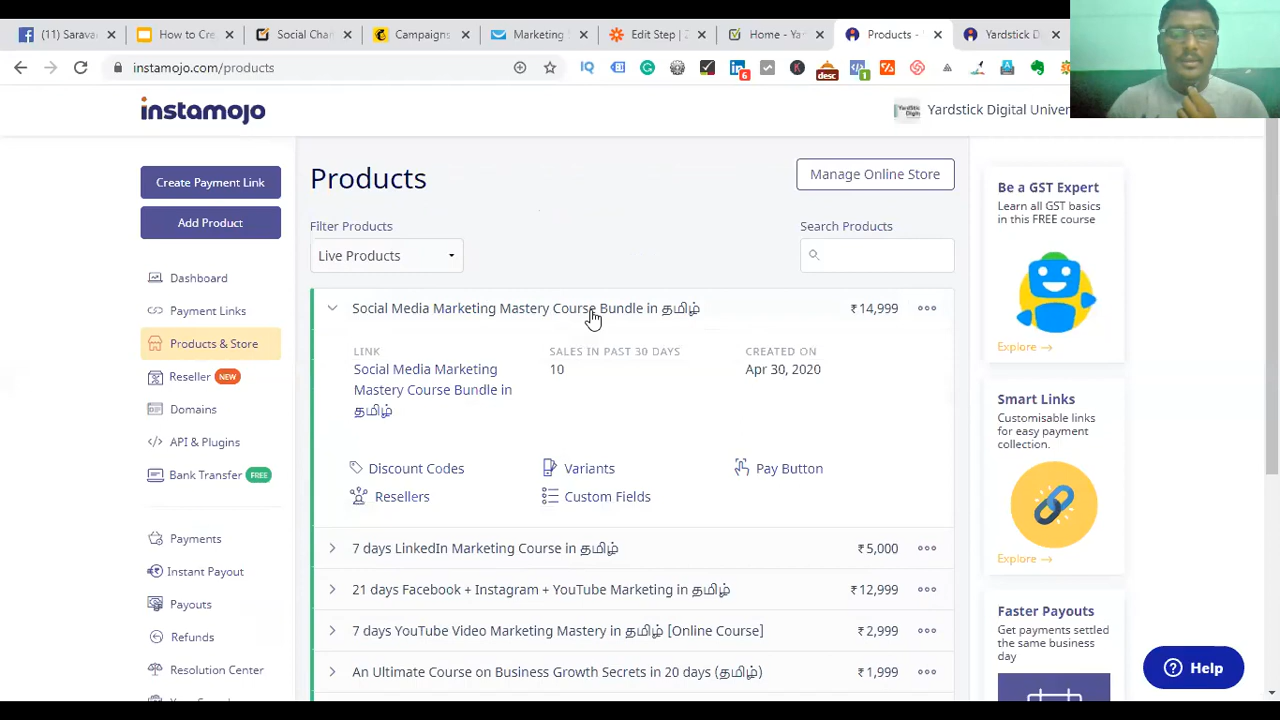 (11) Sarava
How to Cre
Social Chan
Campaigns
Marketing
Edit Step | Z
Home - Yar
Products -
Yardstick D
instamojo.com/products
desc
6
1
instamojo
Yardstick Digital Univer
Create Payment Link
Add Product
Dashboard
Payment Links
Products & Store
Reseller NEW
Domains
API & Plugins
Bank Transfer FREE
Payments
Instant Payout
Payouts
Refunds
Resolution Center
Products
Manage Online Store
Filter Products
Live Products
Search Products
Social Media Marketing Mastery Course Bundle in தமிழ் ₹14,999
LINK
SALES IN PAST 30 DAYS
CREATED ON
Social Media Marketing
Mastery Course Bundle in
தமிழ்
10
Apr 30, 2020
Discount Codes
Variants
Pay Button
Resellers
Custom Fields
7 days LinkedIn Marketing Course in தமிழ் ₹5,000
21 days Facebook + Instagram + YouTube Marketing in தமிழ் ₹12,999
7 days YouTube Video Marketing Mastery in தமிழ் [Online Course] ₹2,999
An Ultimate Course on Business Growth Secrets in 20 days (தமிழ்) ₹1,999
Be a GST Expert
Learn all GST basics
in this FREE course
Explore →
Smart Links
Customisable links
for easy payment
collection.
Explore →
Faster Payouts
Get payments settled
the same business
day
Help